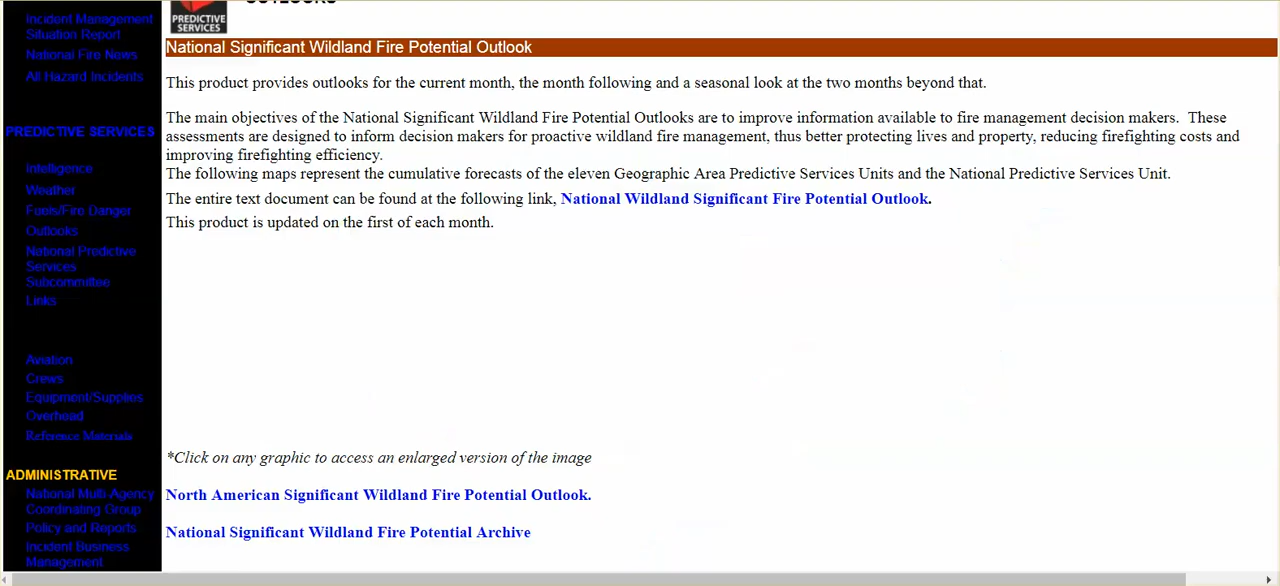 Incident Management
Situation Report
National Fire News
All Hazard Incidents
PREDICTIVE SERVICES
Intelligence
Weather
Fuels/Fire Danger
Outlooks
National Predictive
Services
Subcommittee
Links
Aviation
Crews
Equipment/Supplies
Overhead
Reference Materials
ADMINISTRATIVE
National Multi-Agency
Coordinating Group
Policy and Reports
Incident Business
Management
PREDICTIVE
SERVICES
OUTLOOKS
National Significant Wildland Fire Potential Outlook
This product provides outlooks for the current month, the month following and a seasonal look at the two months beyond that.
The main objectives of the National Significant Wildland Fire Potential Outlooks are to improve information available to fire management decision makers.  These
assessments are designed to inform decision makers for proactive wildland fire management, thus better protecting lives and property, reducing firefighting costs and
improving firefighting efficiency.
The following maps represent the cumulative forecasts of the eleven Geographic Area Predictive Services Units and the National Predictive Services Unit.
The entire text document can be found at the following link, National Wildland Significant Fire Potential Outlook.
This product is updated on the first of each month.
*Click on any graphic to access an enlarged version of the image
North American Significant Wildland Fire Potential Outlook.
National Significant Wildland Fire Potential Archive